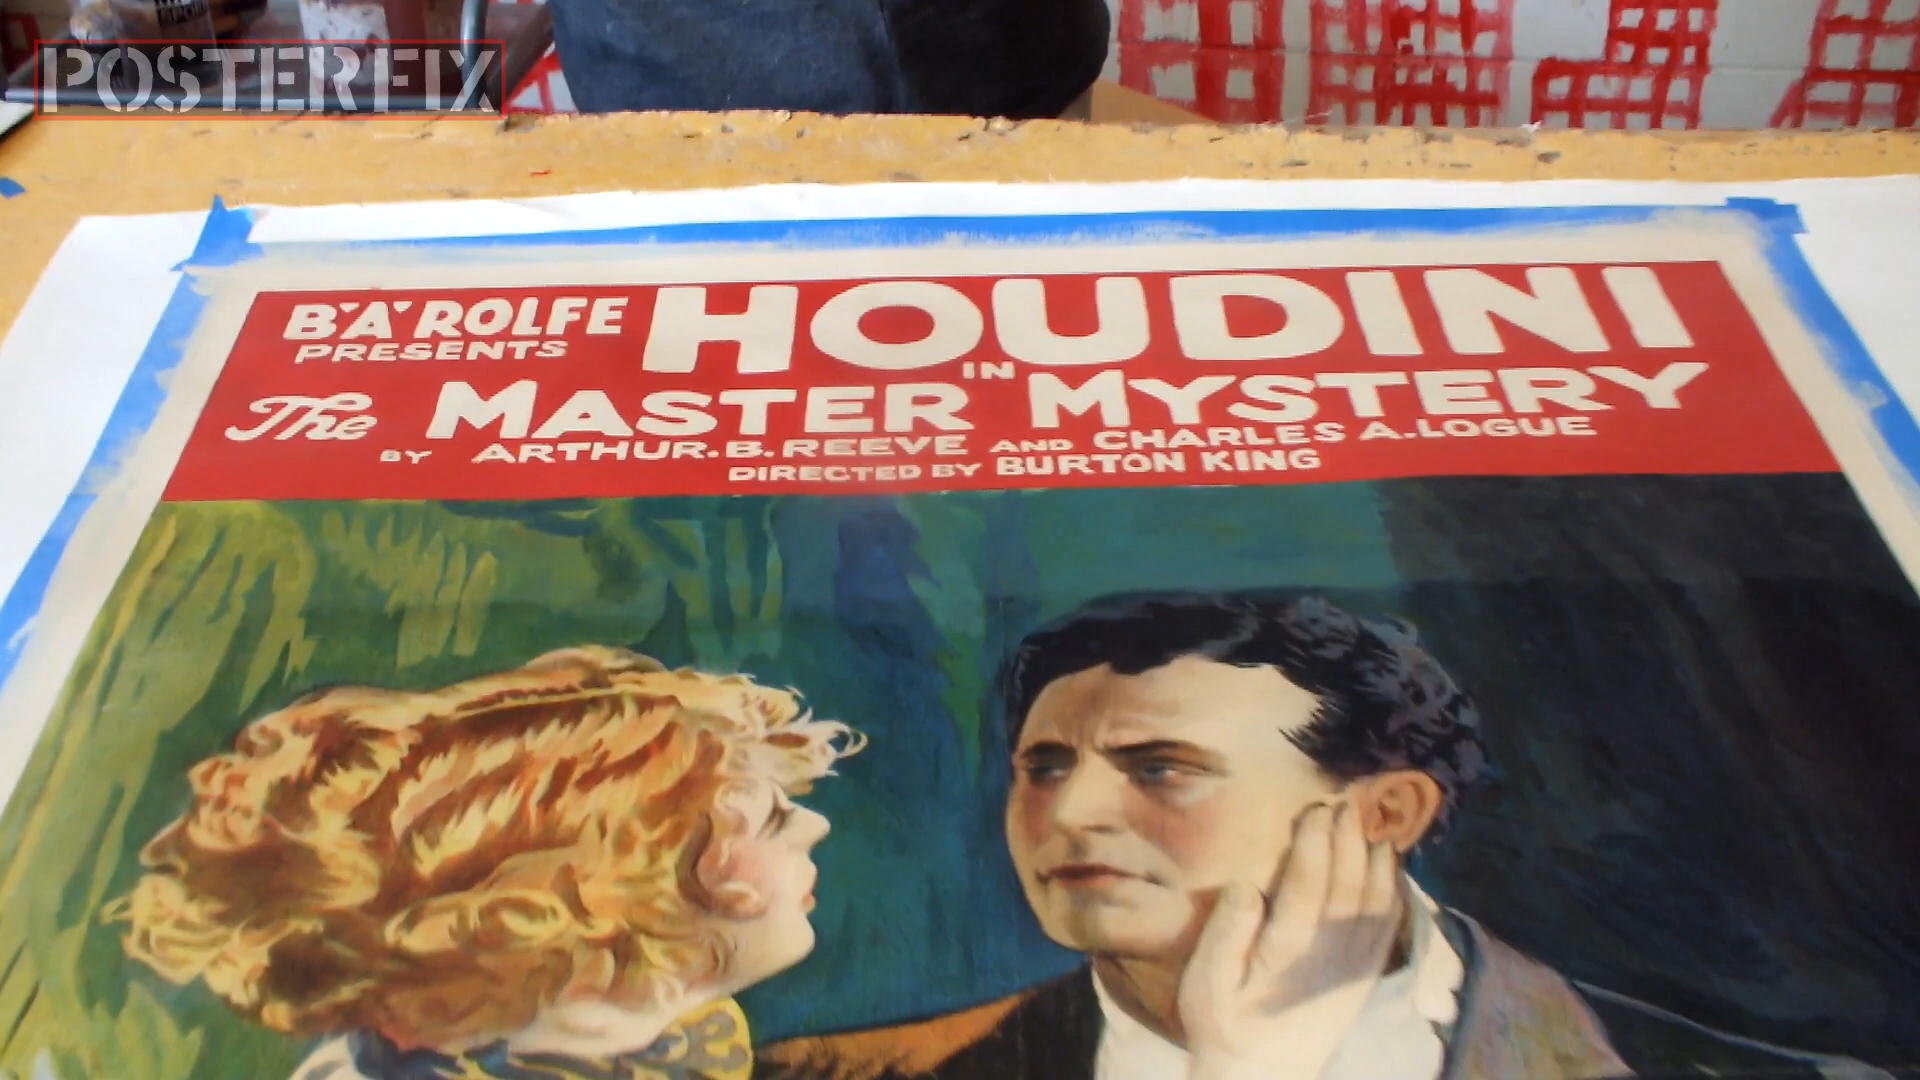 POSTERFIX
B.A. ROLFE
PRESENTS
HOUDINI
IN
The MASTER MYSTERY
BY ARTHUR.B.REEVE AND CHARLES A.LOGUE
DIRECTED BY BURTON KING